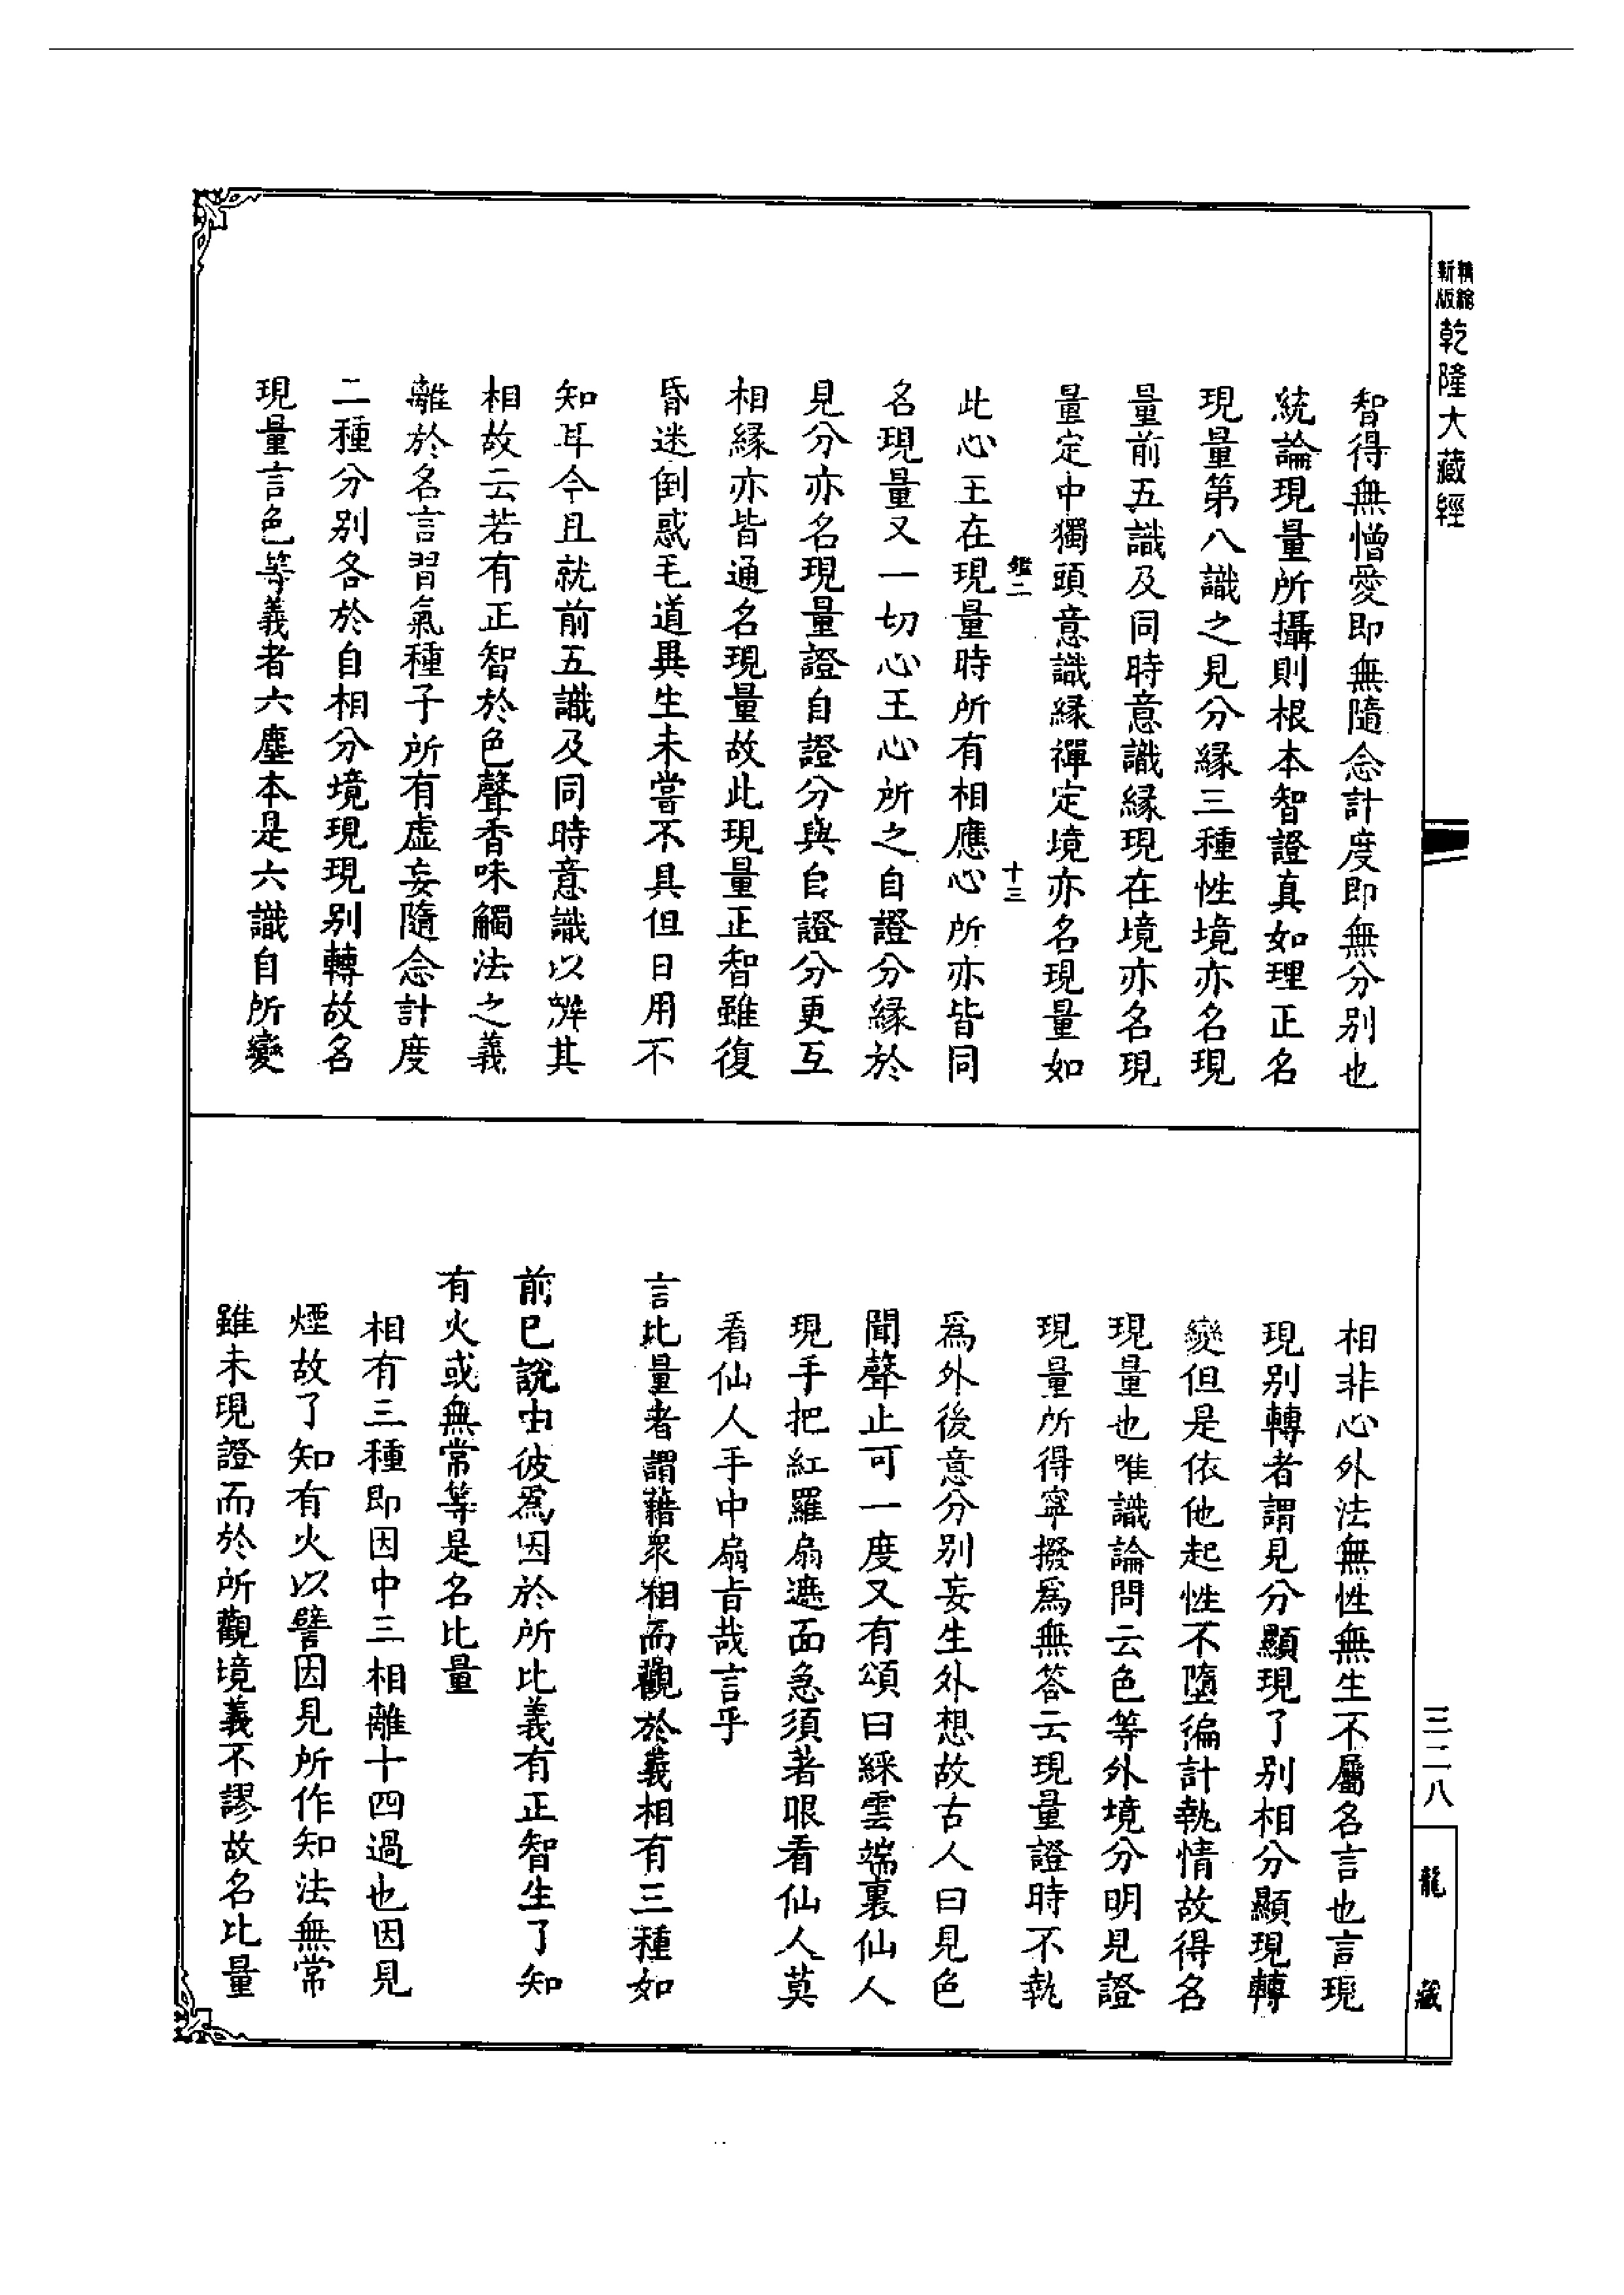 精縮
新版
乾隆大藏經
智得無憎愛即無隨念計度即無分別也
統論現量所攝則根本智證真如理正名
現量第八識之見分緣三種性境亦名現
量前五識及同時意識緣現在境亦名現
量定中獨頭意識緣禪定境亦名現量如
鑑二
十三
此心王在現量時所有相應心所亦皆同
名現量又一切心王心所之自證分緣於
見分亦名現量證自證分與自證分更互
相緣亦皆通名現量故此現量正智雖復
昏迷倒惑毛道異生未嘗不具但日用不
知耳今且就前五識及同時意識以辨其
相故云若有正智於色聲香味觸法之義
離於名言習氣種子所有虛妄隨念計度
二種分別各於自相分境現現別轉故名
現量言色等義者六塵本是六識自所變
相非心外法無性無生不屬名言也言現
現別轉者謂見分顯現了別相分顯現轉
變但是依他起性不墮徧計執情故得名
現量也唯識論問云色等外境分明見證
現量所得寧撥為無答云現量證時不執
為外後意分別妄生外想故古人曰見色
聞聲止可一度又有頌曰綵雲端裏仙人
現手把紅羅扇遮面急須著眼看仙人莫
看仙人手中扇旨哉言乎
言比量者謂藉眾相而觀於義相有三種如
前已說由彼為因於所比義有正智生了知
有火或無常等是名比量
相有三種即因中三相離十四過也因見
煙故了知有火以譬因見所作知法無常
雖未現證而於所觀境義不謬故名比量
三二八
龍藏